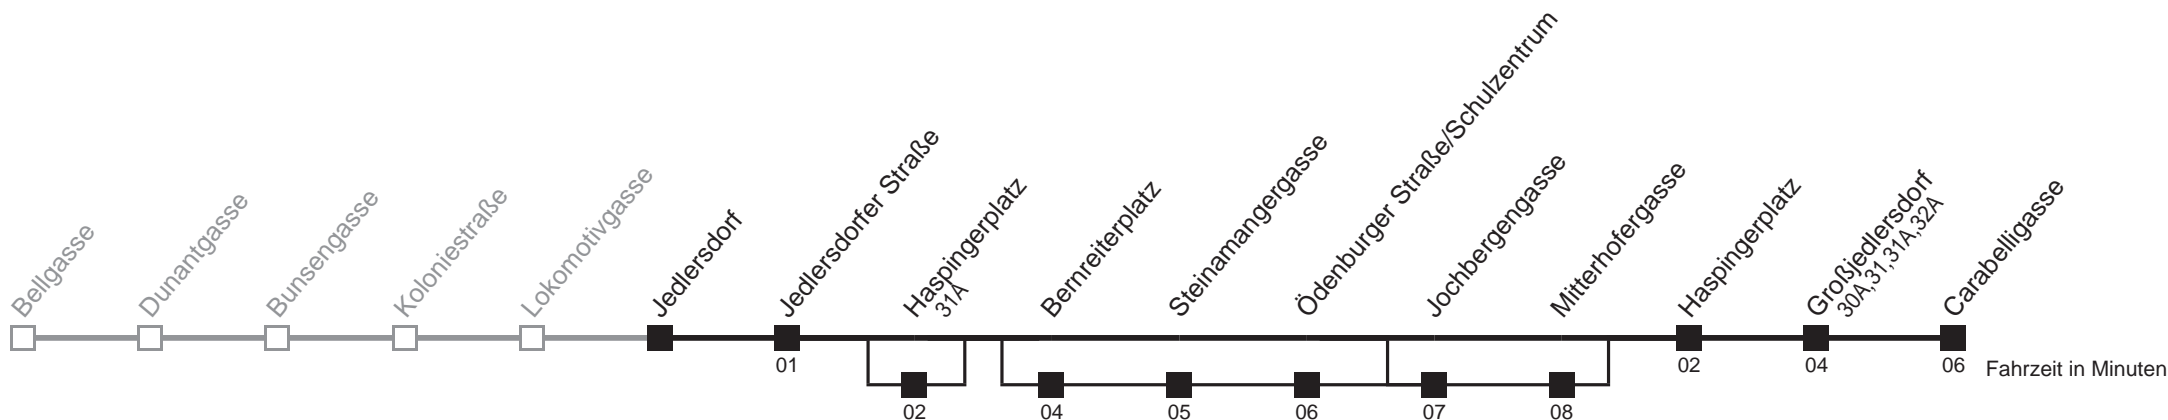 Bellgasse
Dunantgasse
Bunsengasse
Koloniestraße
Lokomotivgasse
Jedlersdorf
Jedlersdorfer Straße
Haspingerplatz
31A
Bernreiterplatz
Steinamangergasse
Ödenburger Straße/Schulzentrum
Jochbergengasse
Mitterhofergasse
Haspingerplatz
Großjedlersdorf
30A,31,31A,32A
Carabelligasse
01
02
04
06
Fahrzeit in Minuten
02
04
05
06
07
08